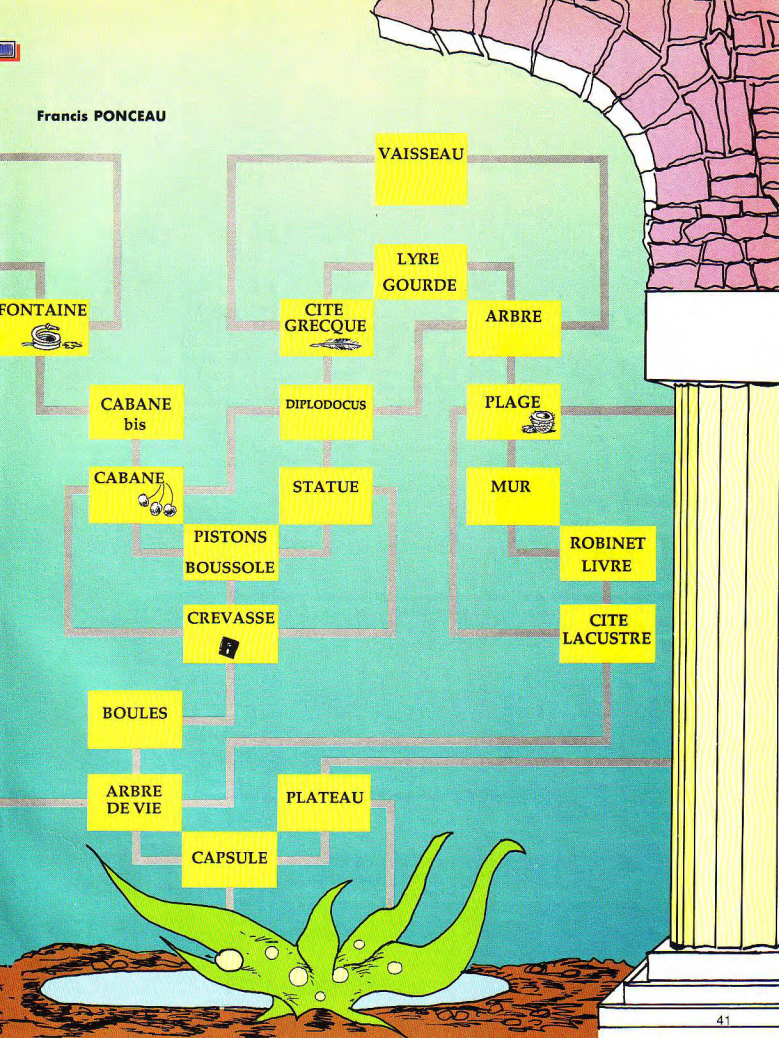 Francis PONCEAU
VAISSEAU
LYRE
GOURDE
FONTAINE
CITE
GRECQUE
ARBRE
CABANE
bis
DIPLODOCUS
PLAGE
CABANE
STATUE
MUR
PISTONS
BOUSSOLE
ROBINET
LIVRE
CREVASSE
CITE
LACUSTRE
BOULES
ARBRE
DE VIE
PLATEAU
CAPSULE
41